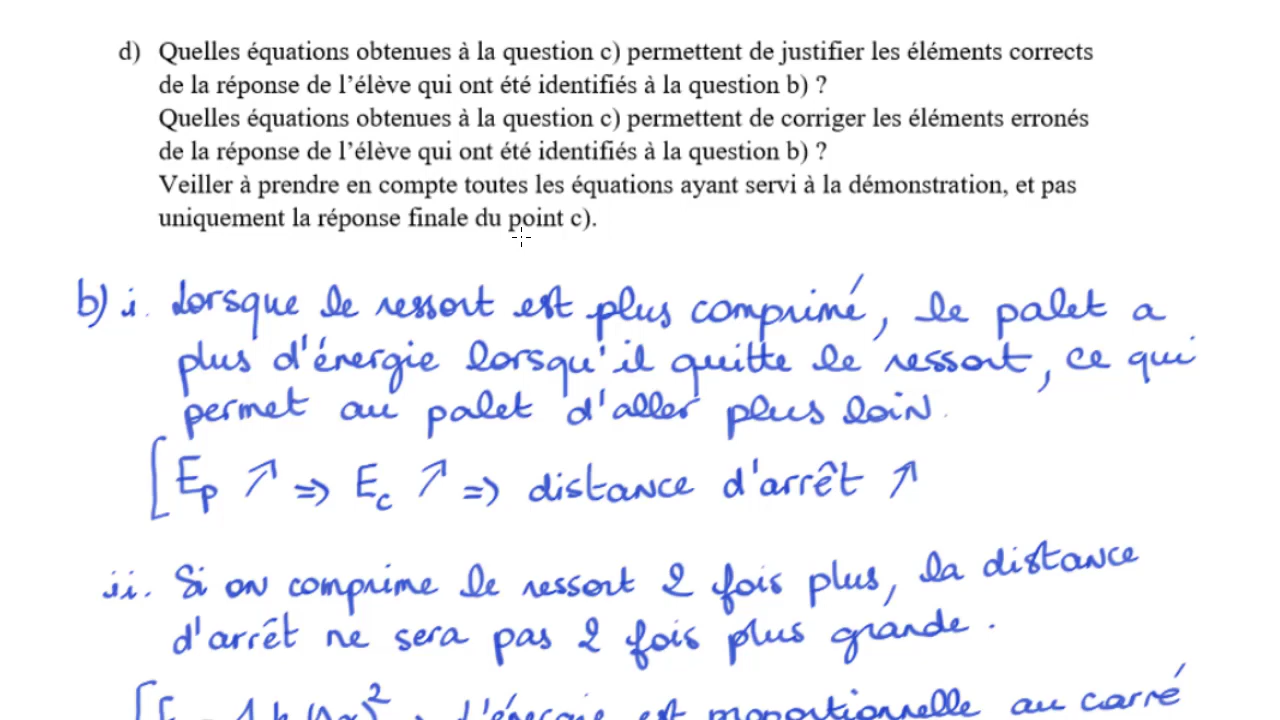 d) Quelles équations obtenues à la question c) permettent de justifier les éléments corrects
de la réponse de l'élève qui ont été identifiés à la question b) ?
Quelles équations obtenues à la question c) permettent de corriger les éléments erronés
de la réponse de l'élève qui ont été identifiés à la question b) ?
Veiller à prendre en compte toutes les équations ayant servi à la démonstration, et pas
uniquement la réponse finale du point c).
b) i. Lorsque le ressort est plus comprimé, le palet a
plus d'énergie lorsqu'il quitte le ressort, ce qui
permet au palet d'aller plus loin.
[Ep ↗ => Ec ↗ => distance d'arrêt ↗
ii. Si on comprime le ressort 2 fois plus, la distance
d'arrêt ne sera pas 2 fois plus grande.
l'énergie est proportionnelle au carré